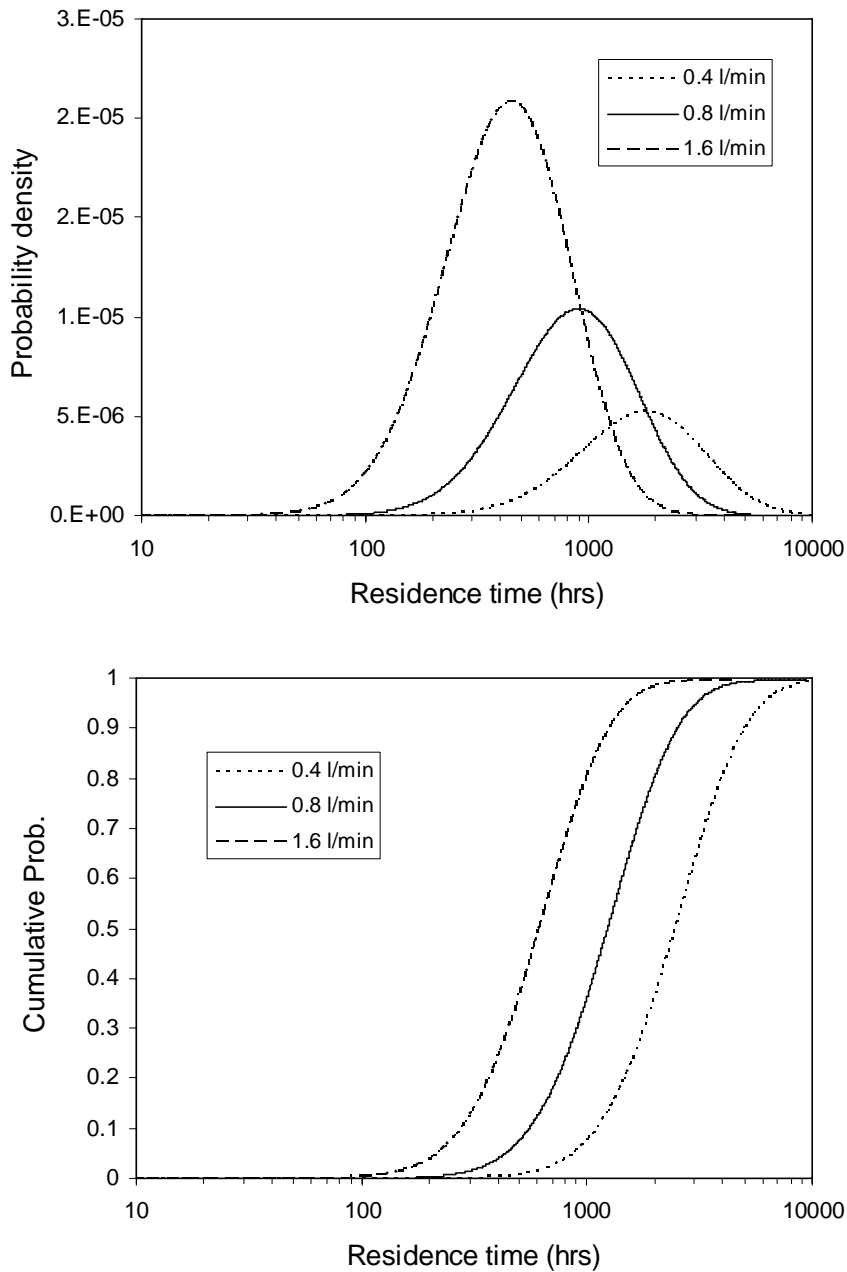 3.E-05
2.E-05
2.E-05
1.E-05
5.E-06
0.E+00
Probability density
0.4 l/min
0.8 l/min
1.6 l/min
10 100 1000 10000
Residence time (hrs)
1
0.9
0.8
0.7
0.6
0.5
0.4
0.3
0.2
0.1
0
Cumulative Prob.
0.4 l/min
0.8 l/min
1.6 l/min
10 100 1000 10000
Residence time (hrs)